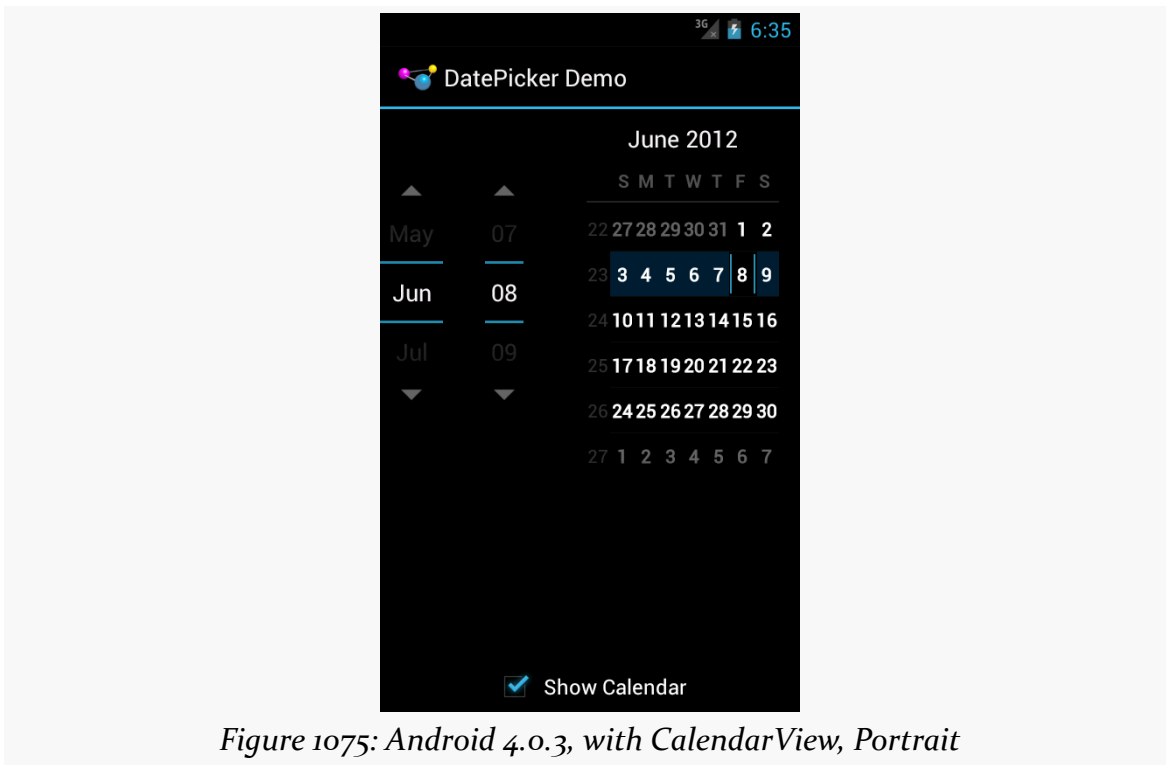 3G 6:35
DatePicker Demo
June 2012
S M T W T F S
May 07
Jun 08
Jul 09
22 27 28 29 30 31 1 2
23 3 4 5 6 7 8 9
24 10 11 12 13 14 15 16
25 17 18 19 20 21 22 23
26 24 25 26 27 28 29 30
27 1 2 3 4 5 6 7
Show Calendar
Figure 1075: Android 4.0.3, with CalendarView, Portrait